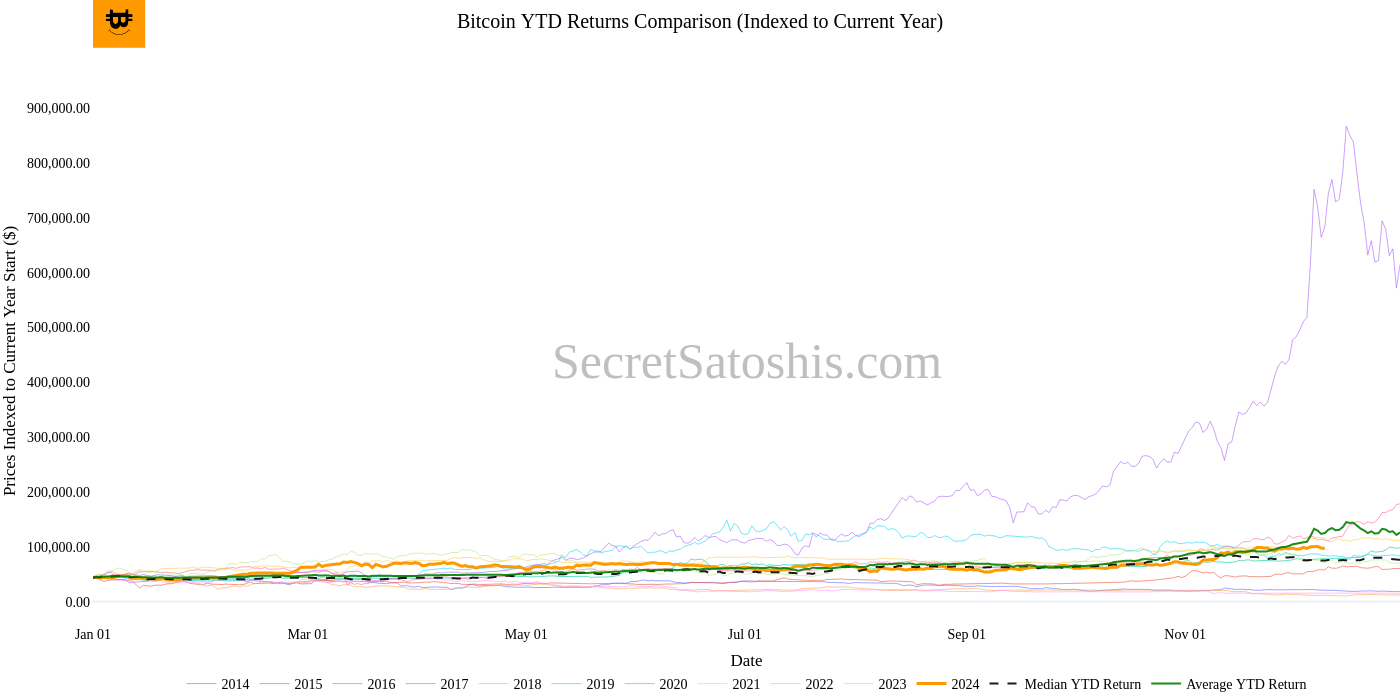 Bitcoin YTD Returns Comparison (Indexed to Current Year)
900,000.00
800,000.00
700,000.00
600,000.00
500,000.00
400,000.00
300,000.00
200,000.00
100,000.00
0.00
Prices Indexed to Current Year Start ($)
SecretSatoshis.com
Jan 01 Mar 01 May 01 Jul 01 Sep 01 Nov 01
Date
2014 2015 2016 2017 2018 2019 2020 2021 2022 2023 2024 Median YTD Return Average YTD Return